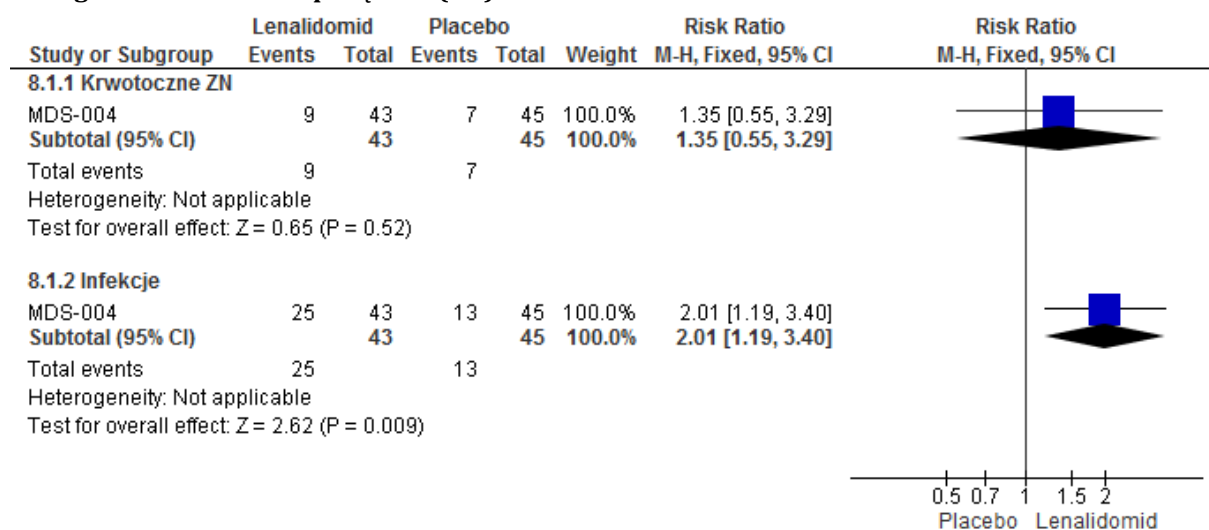 Lenalidomid Placebo Risk Ratio Risk Ratio
Study or Subgroup Events Total Events Total Weight M-H, Fixed, 95% CI M-H, Fixed, 95% CI
8.1.1 Krwotoczne ZN
MDS-004 9 43 7 45 100.0% 1.35 [0.55, 3.29]
Subtotal (95% CI) 43 45 100.0% 1.35 [0.55, 3.29]
Total events 9 7
Heterogeneity: Not applicable
Test for overall effect: Z = 0.65 (P = 0.52)
8.1.2 Infekcje
MDS-004 25 43 13 45 100.0% 2.01 [1.19, 3.40]
Subtotal (95% CI) 43 45 100.0% 2.01 [1.19, 3.40]
Total events 25 13
Heterogeneity: Not applicable
Test for overall effect: Z = 2.62 (P = 0.009)
0.5 0.7 1 1.5 2
Placebo Lenalidomid